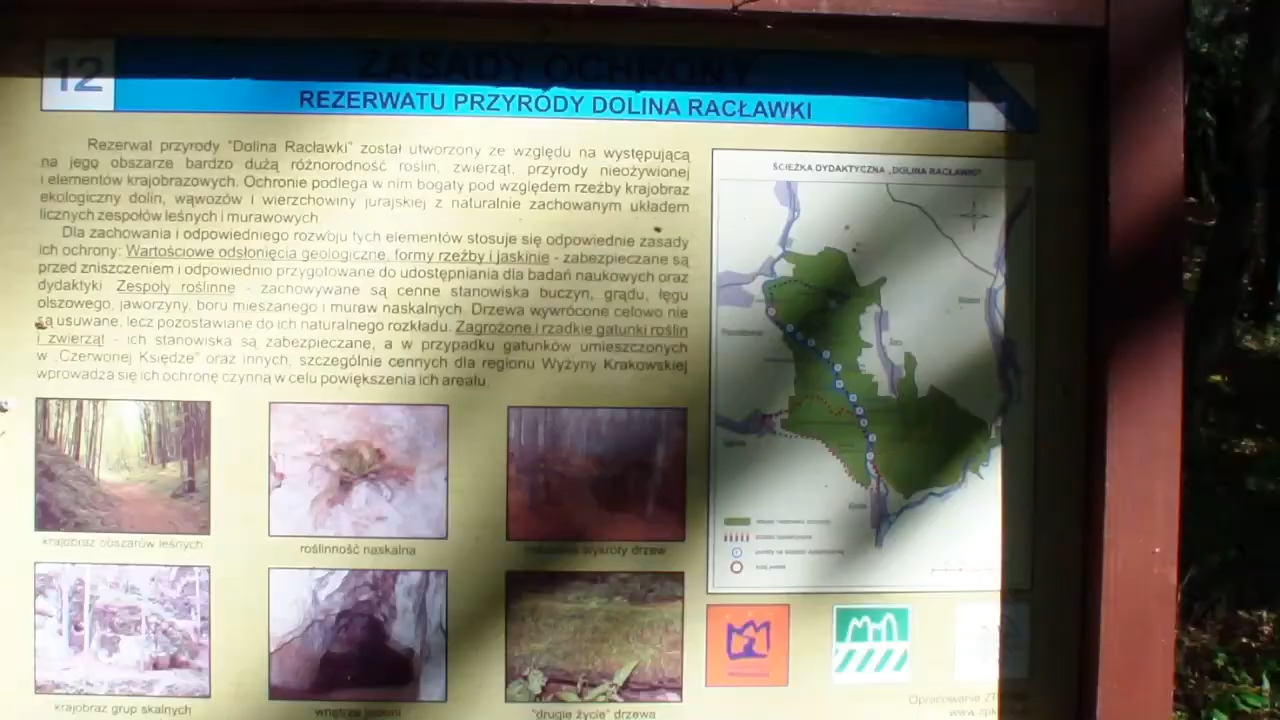 12
ZASADY OCHRONY
REZERWATU PRZYRODY DOLINA RACŁAWKI
Rezerwat przyrody "Dolina Racławki" został utworzony ze względu na występującą
na jego obszarze bardzo dużą różnorodność roślin, zwierząt, przyrody nieożywionej
i elementów krajobrazowych. Ochronie podlega w nim bogaty pod względem rzeźby krajobraz
ekologiczny dolin, wąwozów i wierzchowiny jurajskiej z naturalnie zachowanym układem
licznych zespołów leśnych i murawowych
Dla zachowania i odpowiedniego rozwoju tych elementów stosuje się odpowiednie zasady
ich ochrony: Wartościowe odsłonięcia geologiczne, formy rzeźby i jaskinie - zabezpieczane są
przed zniszczeniem i odpowiednio przygotowane do udostępniania dla badań naukowych oraz
dydaktyki Zespoły roślinne - zachowywane są cenne stanowiska buczyn, grądu, łęgu
olszowego, jaworzyny, boru mieszanego i muraw naskalnych. Drzewa wywrócone celowo nie
są usuwane, lecz pozostawiane do ich naturalnego rozkładu. Zagrożone i rzadkie gatunki roślin
i zwierząt - ich stanowiska są zabezpieczane, a w przypadku gatunków umieszczonych
w „Czerwonej Księdze" oraz innych, szczególnie cennych dla regionu Wyżyny Krakowskiej
wprowadza się ich ochronę czynną w celu powiększenia ich areału.
ŚCIEŻKA DYDAKTYCZNA „DOLINA RACŁAWKI"
krajobraz obszarów leśnych
roślinność naskalna
wykroty drzew
krajobraz grup skalnych
wnętrze jaskini
"drugie życie" drzewa
Opracowanie
www.